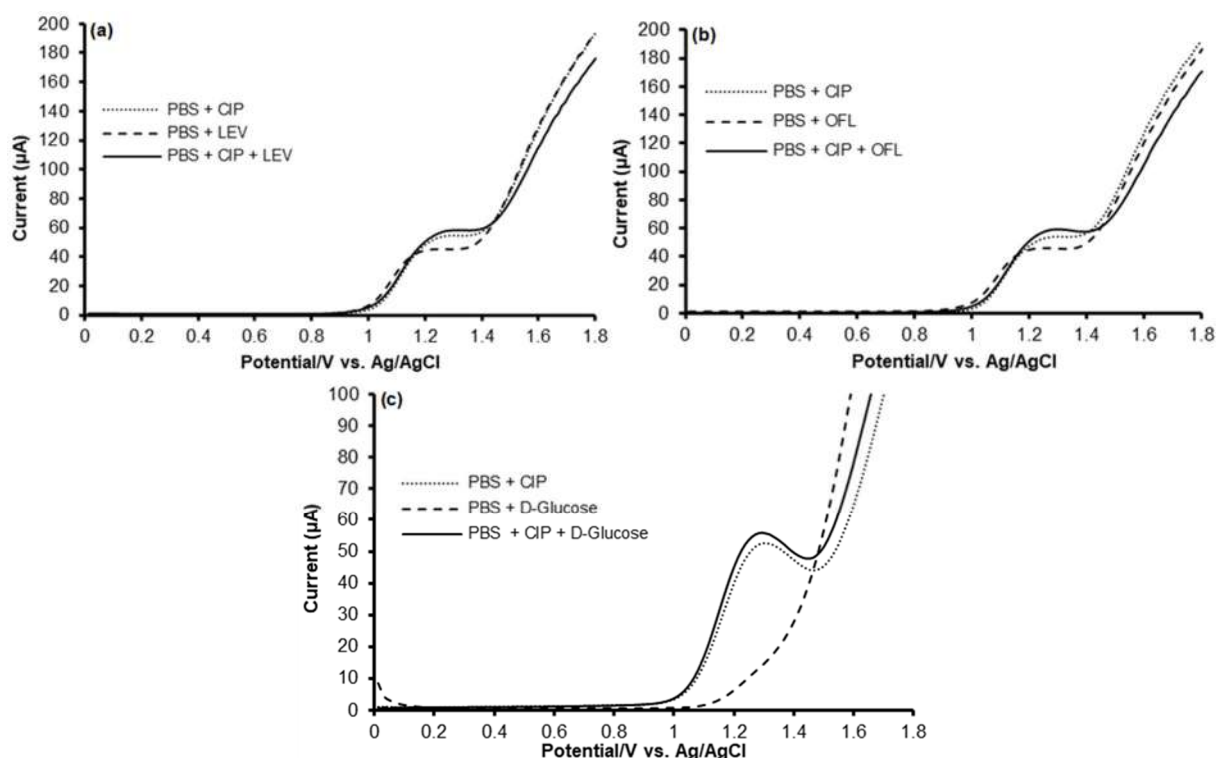 (a)
200
180
160
140
120
100
80
60
40
20
0
Current (µA)
PBS + CIP
PBS + LEV
PBS + CIP + LEV
0 0.2 0.4 0.6 0.8 1 1.2 1.4 1.6 1.8
Potential/V vs. Ag/AgCl
(b)
200
180
160
140
120
100
80
60
40
20
0
Current (µA)
PBS + CIP
PBS + OFL
PBS + CIP + OFL
0 0.2 0.4 0.6 0.8 1 1.2 1.4 1.6 1.8
Potential/V vs. Ag/AgCl
(c)
100
90
80
70
60
50
40
30
20
10
0
Current (µA)
PBS + CIP
PBS + D-Glucose
PBS + CIP + D-Glucose
0 0.2 0.4 0.6 0.8 1 1.2 1.4 1.6 1.8
Potential/V vs. Ag/AgCl